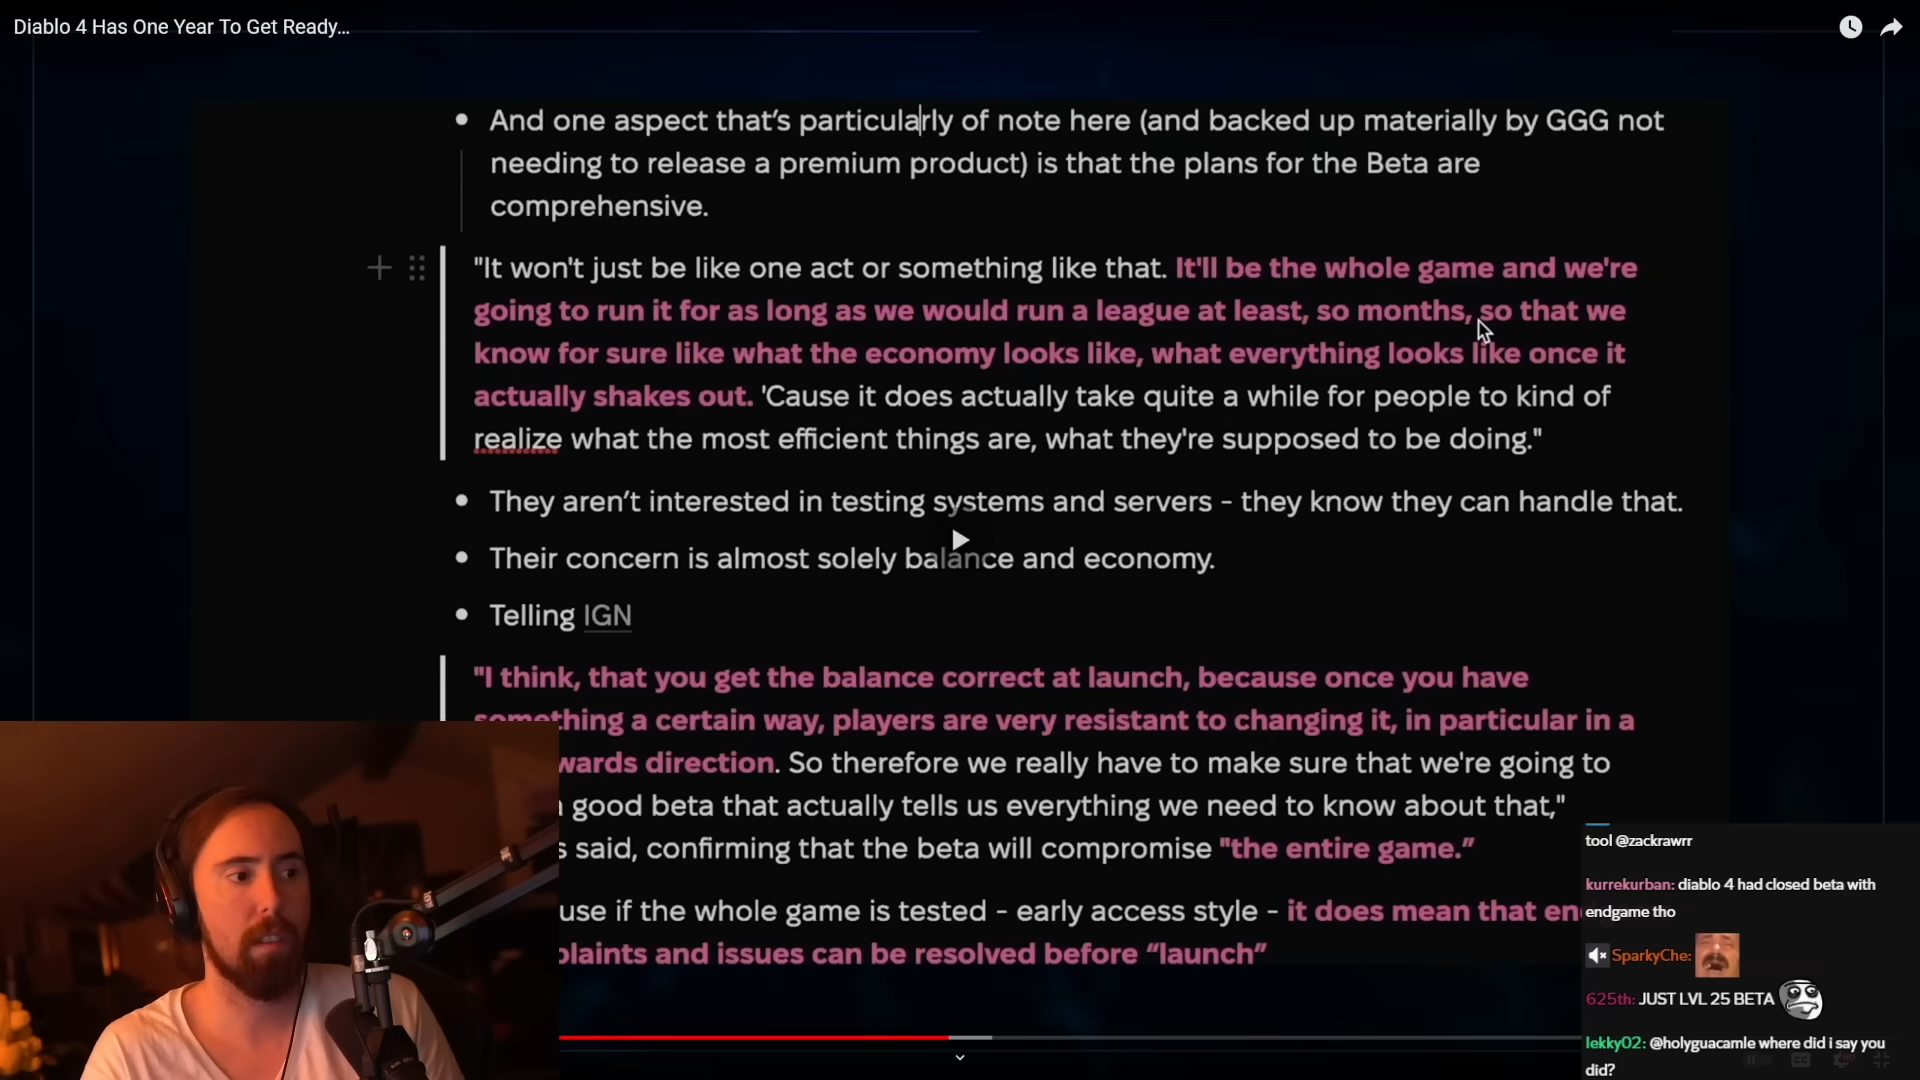 Diablo 4 Has One Year To Get Ready...
And one aspect that's particularly of note here (and backed up materially by GGG not
needing to release a premium product) is that the plans for the Beta are
comprehensive.
"It won't just be like one act or something like that. It'll be the whole game and we're
going to run it for as long as we would run a league at least, so months, so that we
know for sure like what the economy looks like, what everything looks like once it
actually shakes out. 'Cause it does actually take quite a while for people to kind of
realize what the most efficient things are, what they're supposed to be doing."
They aren't interested in testing systems and servers - they know they can handle that.
Their concern is almost solely balance and economy.
Telling IGN
"I think, that you get the balance correct at launch, because once you have
something a certain way, players are very resistant to changing it, in particular in a
wards direction. So therefore we really have to make sure that we're going to
good beta that actually tells us everything we need to know about that,"
s said, confirming that the beta will compromise "the entire game."
use if the whole game is tested - early access style - it does mean that en
plaints and issues can be resolved before "launch"
tool @zackrawrr
kurrekurban: diablo 4 had closed beta with
endgame tho
SparkyChe:
625th: JUST LVL 25 BETA
lekky02: @holyguacamle where did i say you
did?